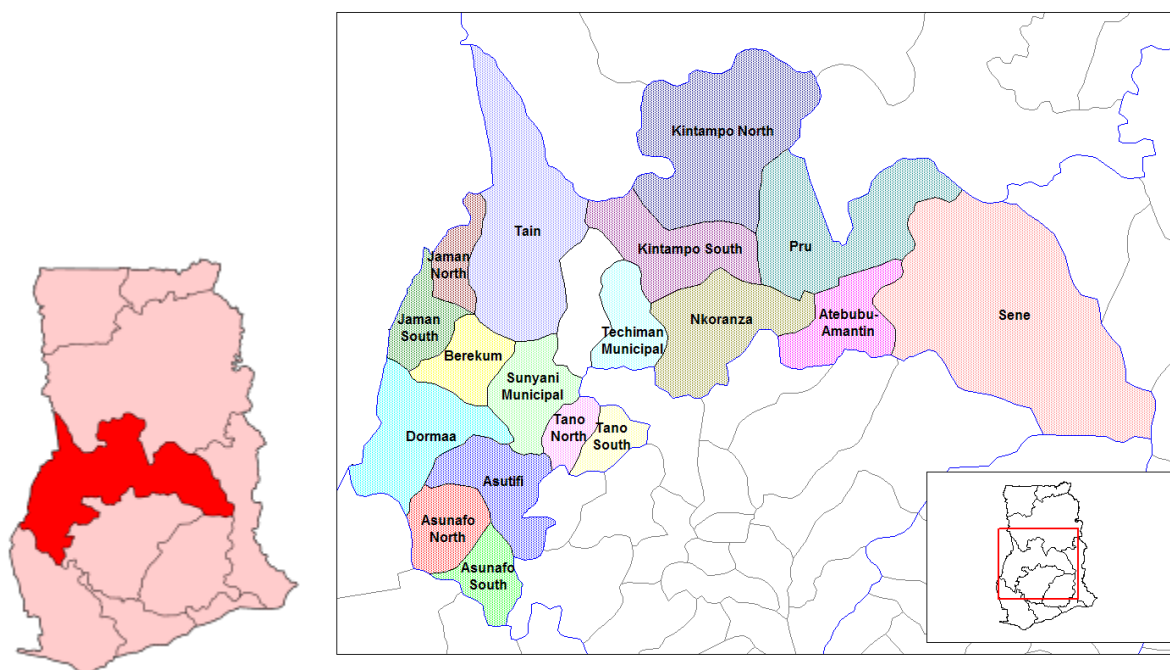 Kintampo North
Tain
Kintampo South
Pru
Jaman
North
Jaman
South
Techiman
Municipal
Nkoranza
Atebubu-
Amantin
Sene
Berekum
Sunyani
Municipal
Dormaa
Tano
North
Tano
South
Asutifi
Asunafo
North
Asunafo
South